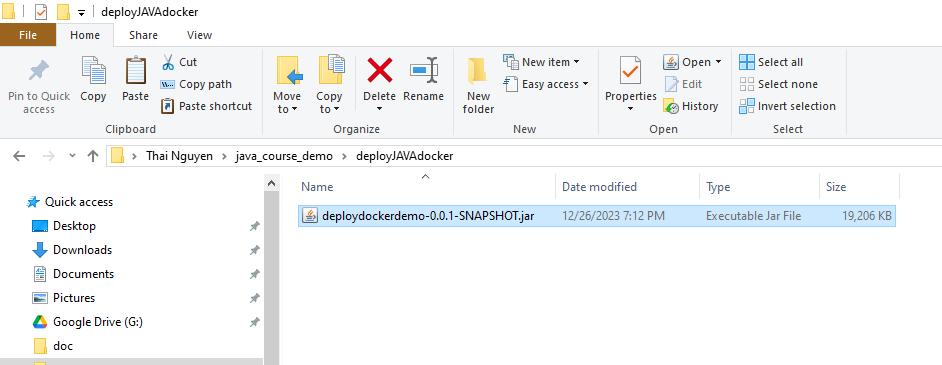 deployJAVAdocker
File Home Share View
Pin to Quick access
Copy
Paste
Cut
Copy path
Paste shortcut
Clipboard
Move to
Copy to
Delete
Rename
Organize
New folder
New item
Easy access
New
Properties
Open
Edit
History
Open
Select all
Select none
Invert selection
Select
Thai Nguyen java_course_demo deployJAVAdocker
Quick access
Desktop
Downloads
Documents
Pictures
Google Drive (G:)
doc
Name Date modified Type Size
deploydockerdemo-0.0.1-SNAPSHOT.jar 12/26/2023 7:12 PM Executable Jar File 19,206 KB